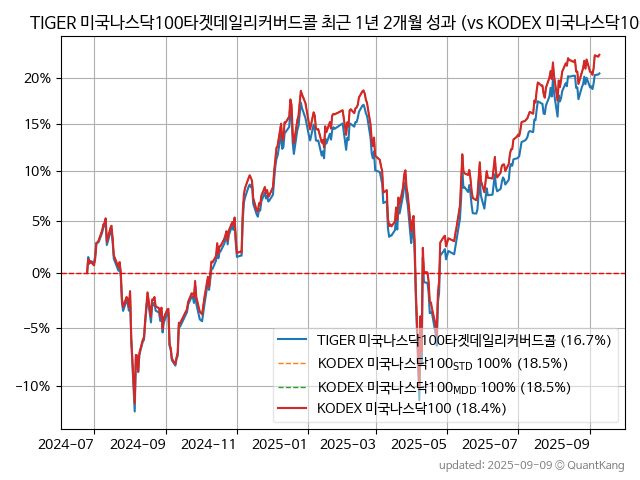 TIGER 미국나스닥100타겟데일리커버드콜 최근 1년 2개월 성과 (vs KODEX 미국나스닥10
20%
15%
10%
5%
0%
−5%
−10%
TIGER 미국나스닥100타겟데일리커버드콜 (16.7%)
KODEX 미국나스닥100STD 100% (18.5%)
KODEX 미국나스닥100MDD 100% (18.5%)
KODEX 미국나스닥100 (18.4%)
2024-07 2024-09 2024-11 2025-01 2025-03 2025-05 2025-07 2025-09
updated: 2025-09-09 © QuantKang